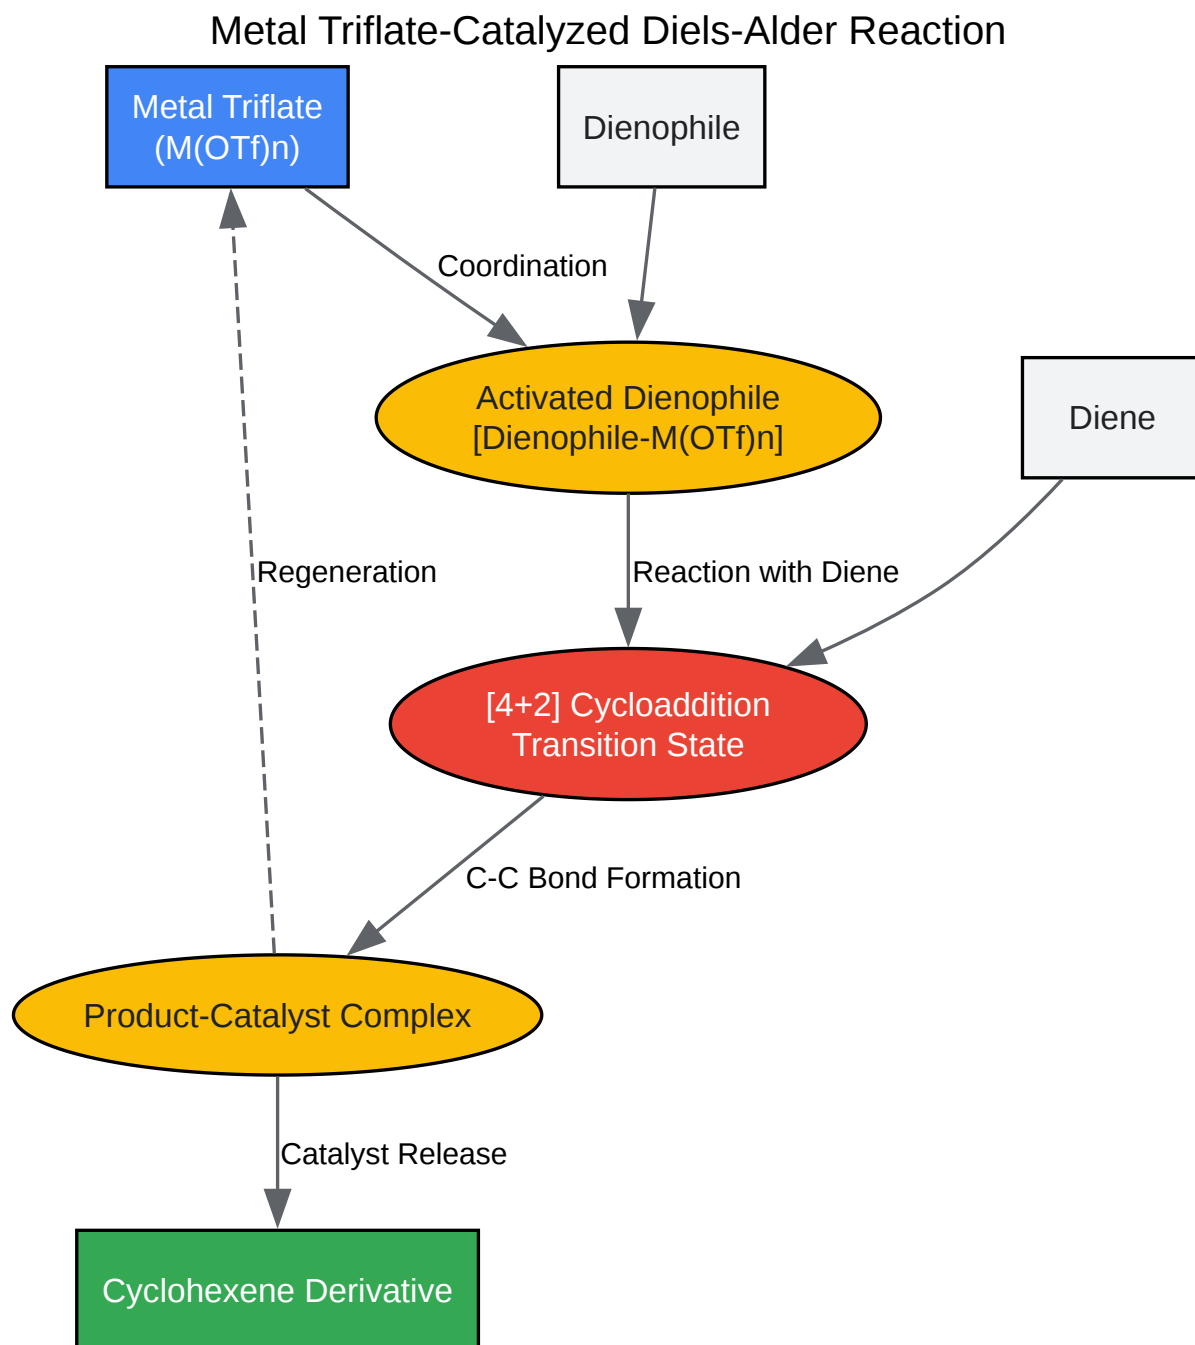 Metal Triflate-Catalyzed Diels-Alder Reaction
Metal Triflate
(M(OTf)n)
Dienophile
Coordination
Activated Dienophile
[Dienophile-M(OTf)n]
Diene
Regeneration
Reaction with Diene
[4+2] Cycloaddition
Transition State
C-C Bond Formation
Product-Catalyst Complex
Catalyst Release
Cyclohexene Derivative